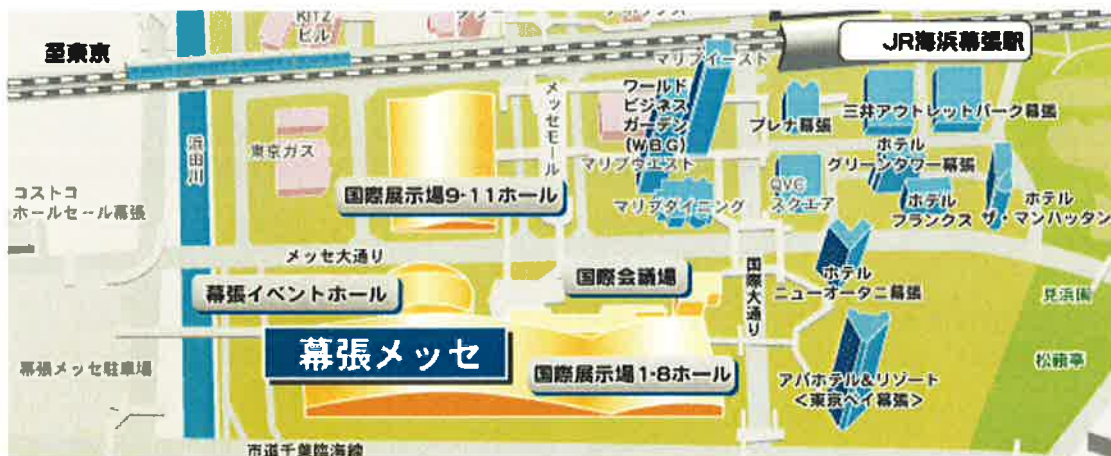 KITZ
ビル
至東京
JR海浜幕張駅
マリブイースト
ワールド
ビジネス
ガーデン
(WBG)
メッセモール
プレナ幕張
三井アウトレットパーク幕張
浜田川
東京ガス
マリブウエスト
ホテル
グリーンタワー幕張
コストコ
ホールセール幕張
国際展示場9・11ホール
マリブダイニング
QVC
スクエア
ホテル
フランクス
ホテル
ザ・マンハッタン
メッセ大通り
国際会議場
国際大通り
ホテル
ニューオータニ幕張
幕張イベントホール
見浜園
幕張メッセ
幕張メッセ駐車場
国際展示場1-8ホール
松籟亭
アパホテル&リゾート
<東京ベイ幕張>
市道千葉臨海線